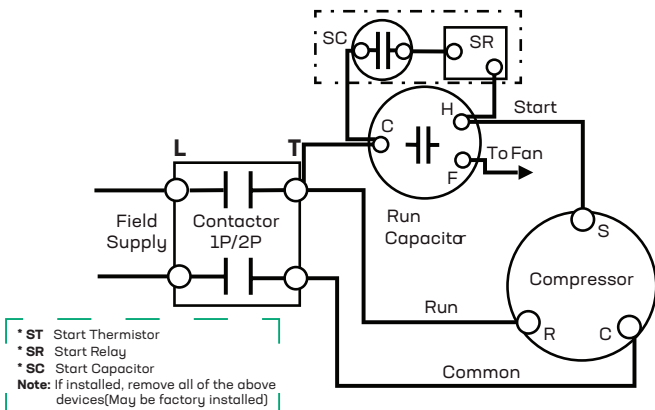 SC
SR
H
Start
C
L
T
To Fan
F
Field
Supply
Contactor
1P/2P
Run
Capacitor
S
Compressor
Run
R
C
Common
* ST Start Thermistor
* SR Start Relay
* SC Start Capacitor
Note: If installed, remove all of the above
devices(May be factory installed)